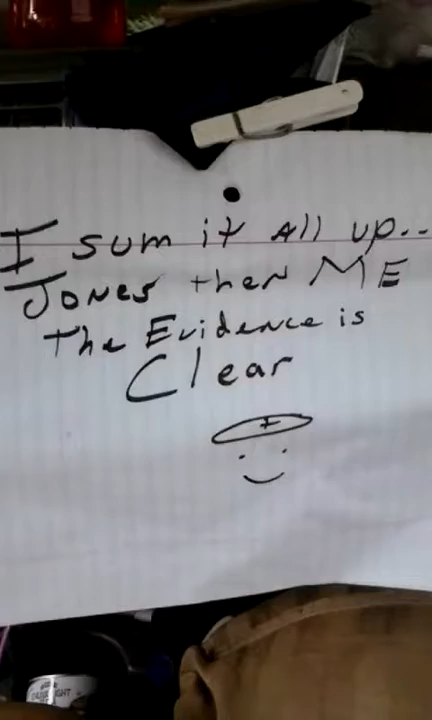 I sum it All up..
Jones then ME
the Evidence is
Clear